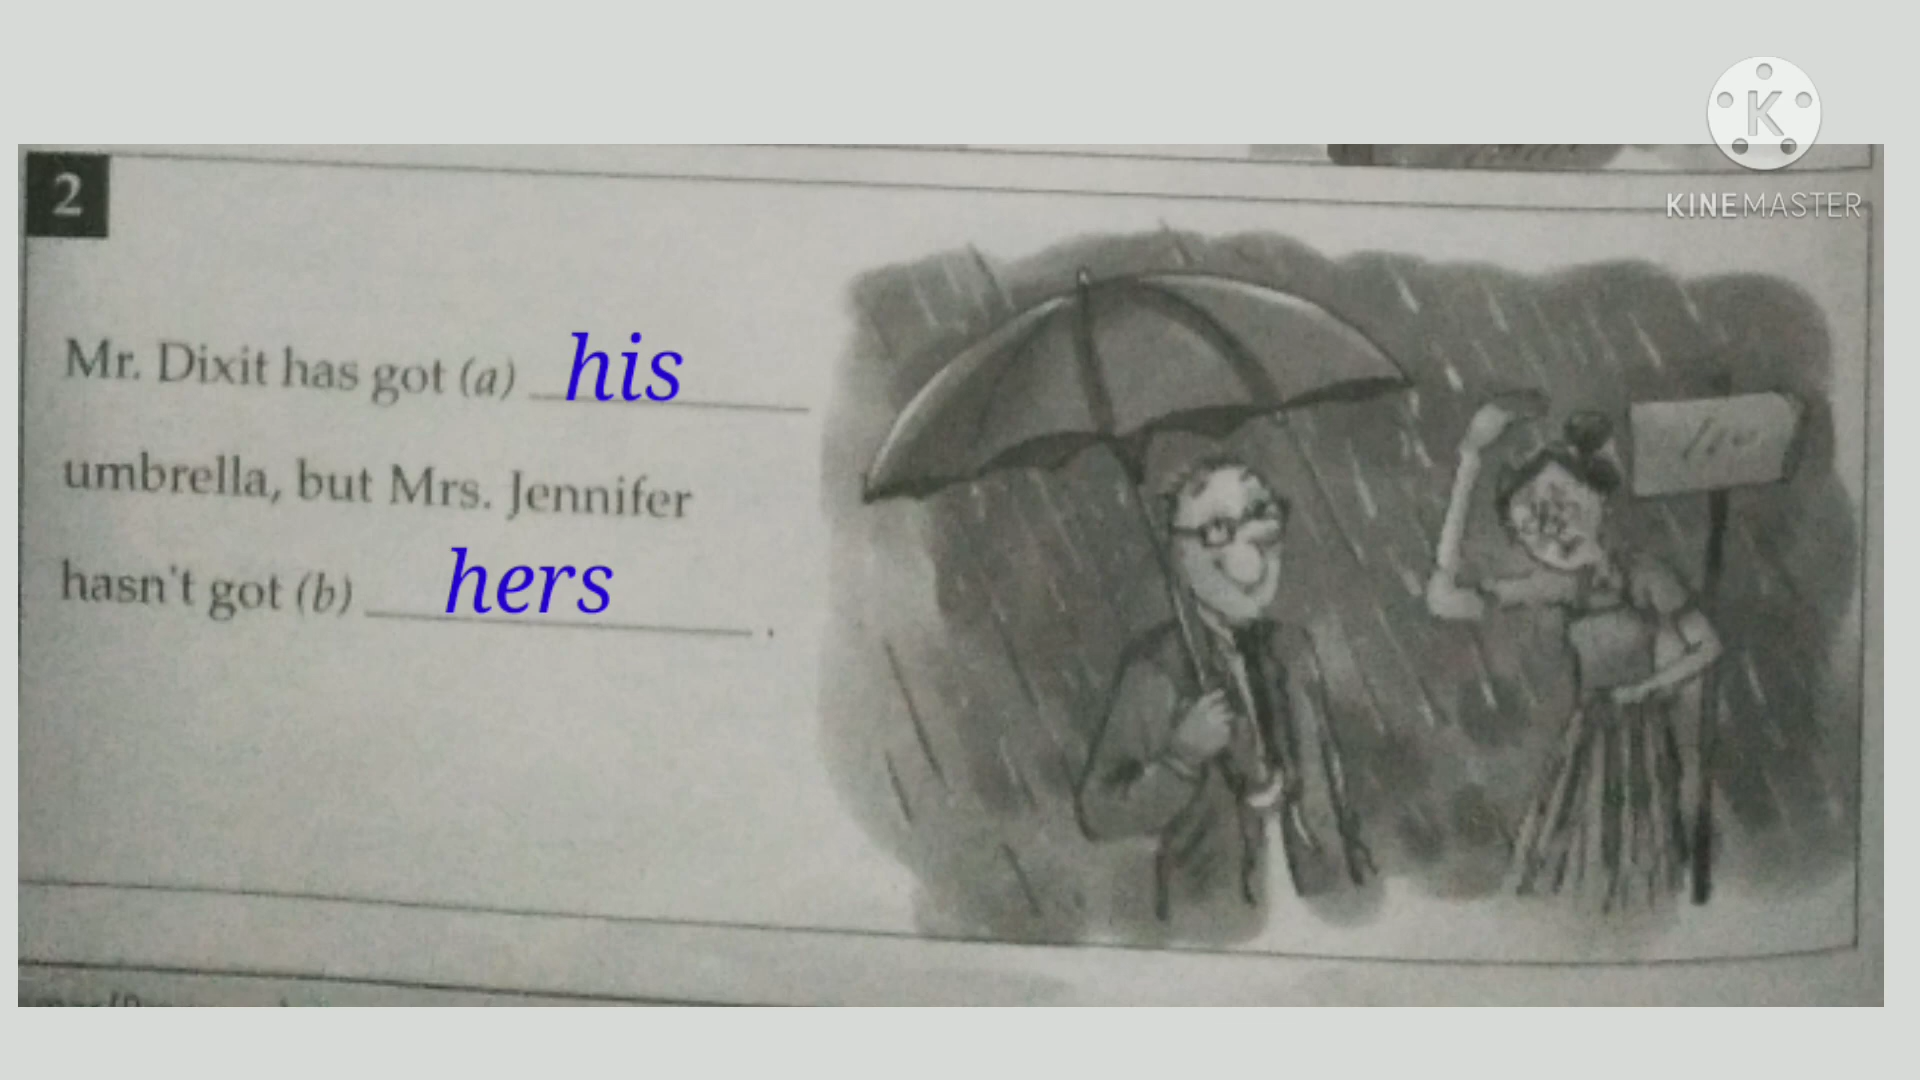 K
KINEMASTER
2
Mr. Dixit has got (a) his
umbrella, but Mrs. Jennifer
hasn't got (b) hers .